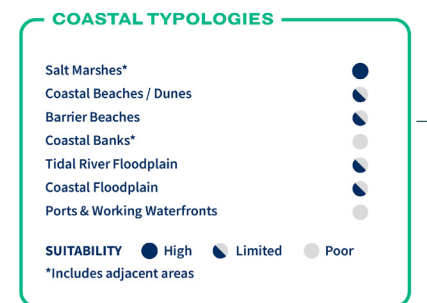 COASTAL TYPOLOGIES
Salt Marshes*
Coastal Beaches / Dunes
Barrier Beaches
Coastal Banks*
Tidal River Floodplain
Coastal Floodplain
Ports & Working Waterfronts
SUITABILITY High Limited Poor
*Includes adjacent areas